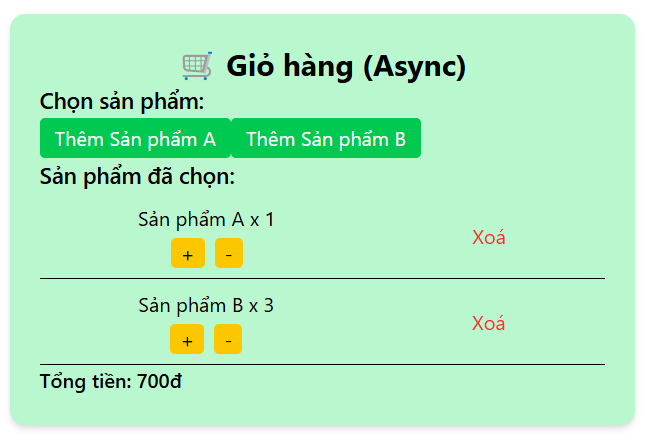 🛒 Giỏ hàng (Async)
Chọn sản phẩm:
Thêm Sản phẩm A Thêm Sản phẩm B
Sản phẩm đã chọn:
Sản phẩm A x 1
+ -
Xoá
Sản phẩm B x 3
+ -
Xoá
Tổng tiền: 700đ